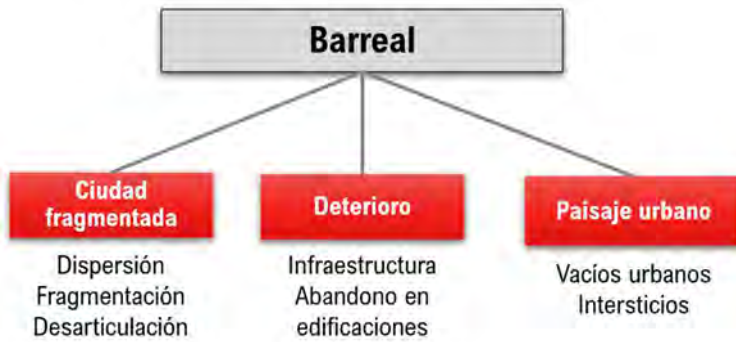 Barreal
Ciudad
fragmentada
Dispersión
Fragmentación
Desarticulación
Deterioro
Infraestructura
Abandono en
edificaciones
Paisaje urbano
Vacíos urbanos
Intersticios